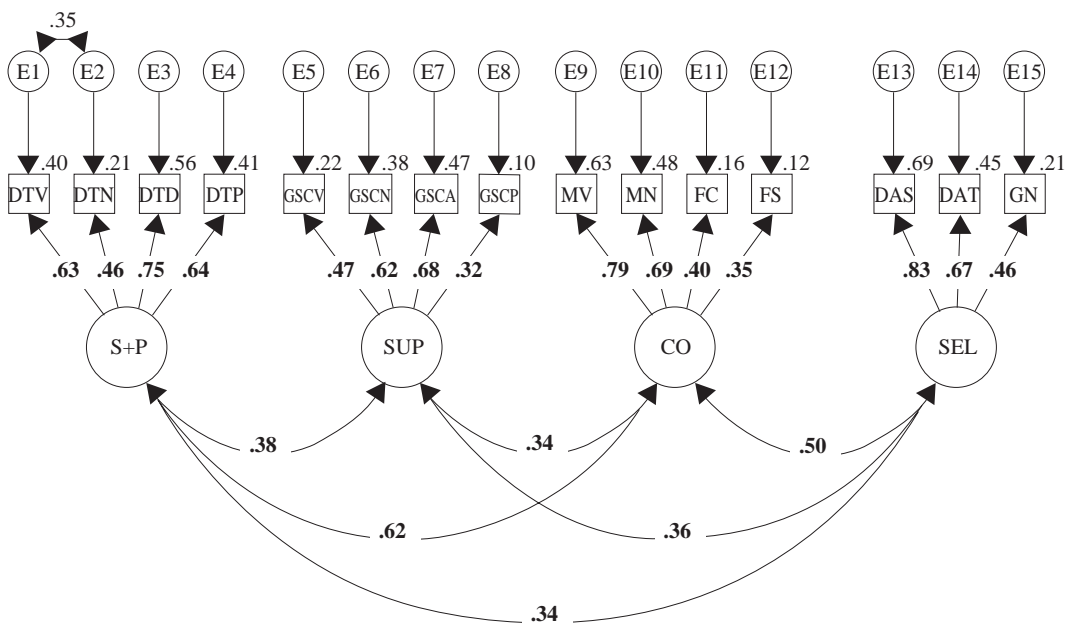 .35
E1 E2 E3 E4 E5 E6 E7 E8 E9 E10 E11 E12 E13 E14 E15
.40 .21 .56 .41 .22 .38 .47 .10 .63 .48 .16 .12 .69 .45 .21
DTV DTN DTD DTP GSCV GSCN GSCA GSCP MV MN FC FS DAS DAT GN
.63 .46 .75 .64 .47 .62 .68 .32 .79 .69 .40 .35 .83 .67 .46
S+P SUP CO SEL
.38 .34 .50
.62 .36
.34